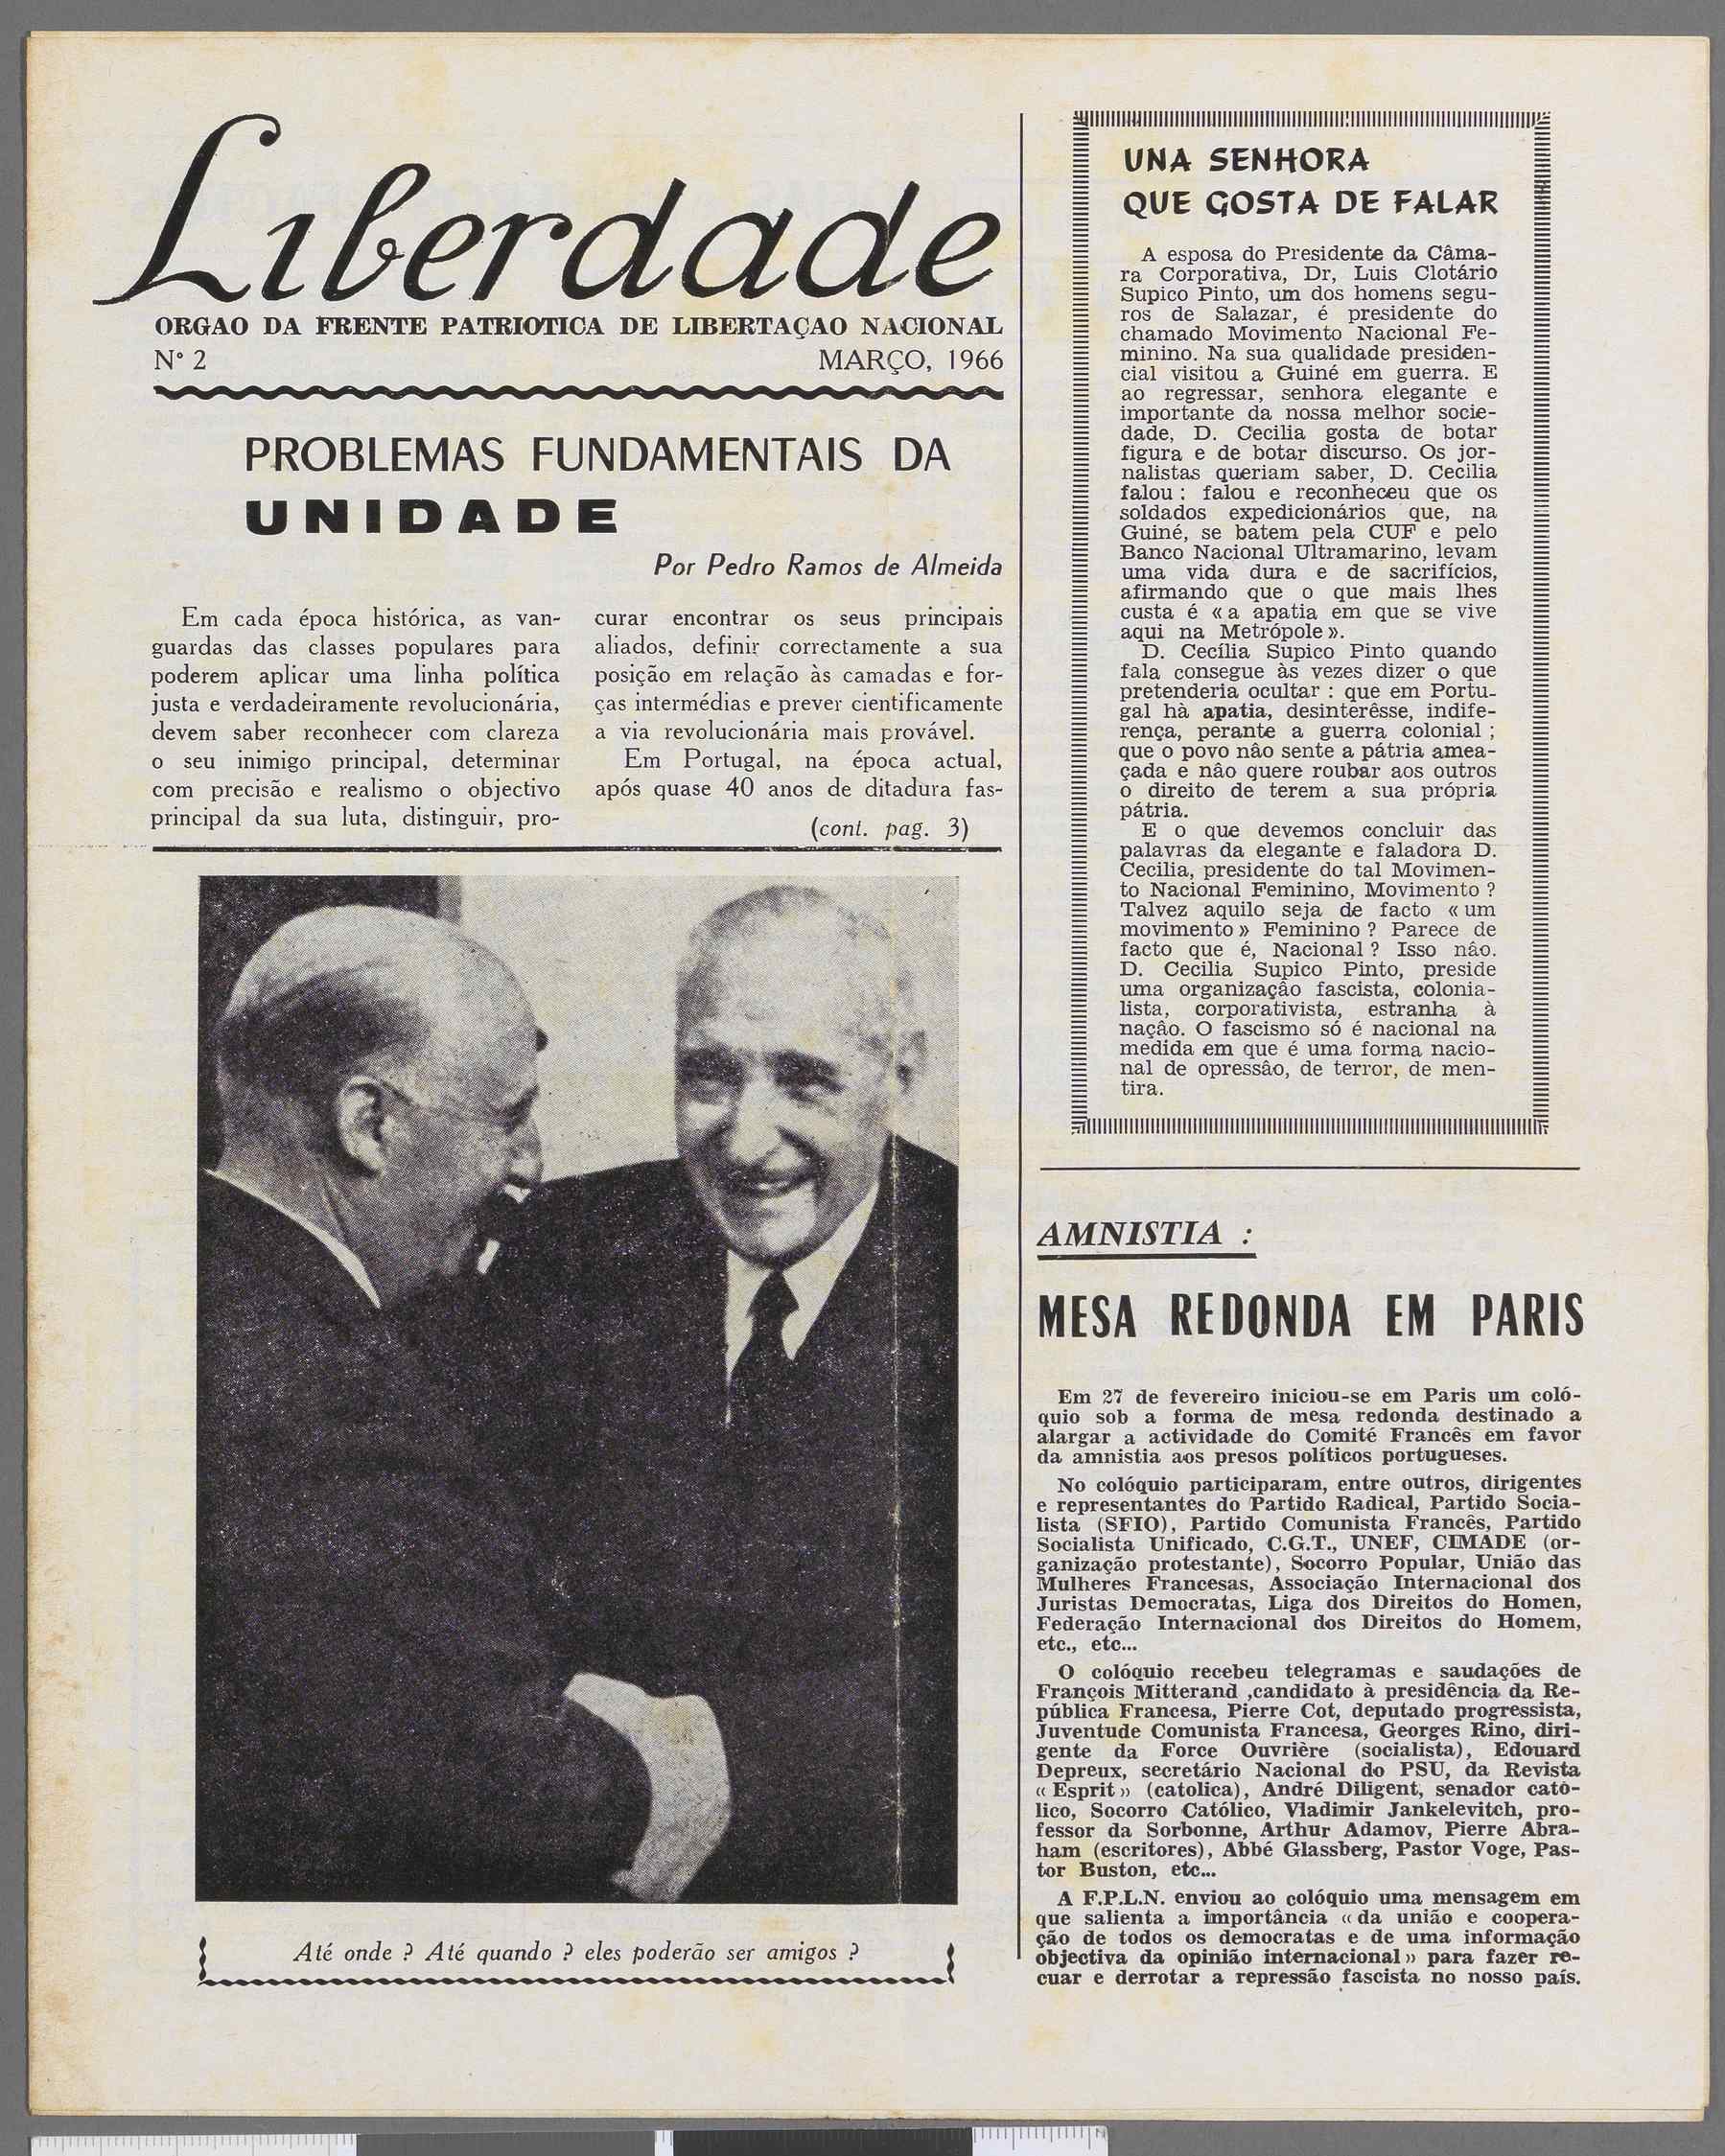 Liberdade
ORGAO DA FRENTE PATRIOTICA DE LIBERTAÇAO NACIONAL
N° 2 MARÇO, 1966
PROBLEMAS FUNDAMENTAIS DA
UNIDADE
Por Pedro Ramos de Almeida
Em cada época histórica, as van-
guardas das classes populares para
poderem aplicar uma linha política
justa e verdadeiramente revolucionária,
devem saber reconhecer com clareza
o seu inimigo principal, determinar
com precisão e realismo o objectivo
principal da sua luta, distinguir, pro-
curar encontrar os seus principais
aliados, definir correctamente a sua
posição em relação às camadas e for-
ças intermédias e prever cientificamente
a via revolucionária mais provável.
Em Portugal, na época actual,
após quase 40 anos de ditadura fas-
(cont. pag. 3)
Até onde ? Até quando ? eles poderão ser amigos ?
UNA SENHORA
QUE GOSTA DE FALAR
A esposa do Presidente da Câma-
ra Corporativa, Dr, Luis Clotário
Supico Pinto, um dos homens segu-
ros de Salazar, é presidente do
chamado Movimento Nacional Fe-
minino. Na sua qualidade presiden-
cial visitou a Guiné em guerra. E
ao regressar, senhora elegante e
importante da nossa melhor socie-
dade, D. Cecilia gosta de botar
figura e de botar discurso. Os jor-
nalistas queriam saber, D. Cecilia
falou : falou e reconheceu que os
soldados expedicionários que, na
Guiné, se batem pela CUF e pelo
Banco Nacional Ultramarino, levam
uma vida dura e de sacrifícios,
afirmando que o que mais lhes
custa é « a apatia em que se vive
aqui na Metrópole ».
D. Cecília Supico Pinto quando
fala consegue às vezes dizer o que
pretenderia ocultar : que em Portu-
gal hà apatia, desinterêsse, indife-
rença, perante a guerra colonial ;
que o povo nâo sente a pátria amea-
çada e nâo quere roubar aos outros
o direito de terem a sua própria
pátria.
E o que devemos concluir das
palavras da elegante e faladora D.
Cecilia, presidente do tal Movimen-
to Nacional Feminino, Movimento ?
Talvez aquilo seja de facto « um
movimento » Feminino ? Parece de
facto que é, Nacional ? Isso nâo.
D. Cecilia Supico Pinto, preside
uma organizaçâo fascista, colonia-
lista, corporativista, estranha à
naçâo. O fascismo só é nacional na
medida em que é uma forma nacio-
nal de opressâo, de terror, de men-
tira.
AMNISTIA :
MESA REDONDA EM PARIS
Em 27 de fevereiro iniciou-se em Paris um coló-
quio sob a forma de mesa redonda destinado a
alargar a actividade do Comité Francês em favor
da amnistia aos presos políticos portugueses.
No colóquio participaram, entre outros, dirigentes
e representantes do Partido Radical, Partido Socia-
lista (SFIO), Partido Comunista Francês, Partido
Socialista Unificado, C.G.T., UNEF, CIMADE (or-
ganização protestante), Socorro Popular, União das
Mulheres Francesas, Associação Internacional dos
Juristas Democratas, Liga dos Direitos do Homen,
Federação Internacional dos Direitos do Homem,
etc., etc...
O colóquio recebeu telegramas e saudações de
François Mitterand ,candidato à presidência da Re-
pública Francesa, Pierre Cot, deputado progressista,
Juventude Comunista Francesa, Georges Rino, diri-
gente da Force Ouvrière (socialista), Edouard
Depreux, secretário Nacional do PSU, da Revista
« Esprit » (catolica), André Diligent, senador cató-
lico, Socorro Católico, Vladimir Jankelevitch, pro-
fessor da Sorbonne, Arthur Adamov, Pierre Abra-
ham (escritores), Abbé Glassberg, Pastor Voge, Pas-
tor Buston, etc...
A F.P.L.N. enviou ao colóquio uma mensagem em
que salienta a importância « da união e coopera-
ção de todos os democratas e de uma informação
objectiva da opinião internacional » para fazer re-
cuar e derrotar a repressão fascista no nosso país.